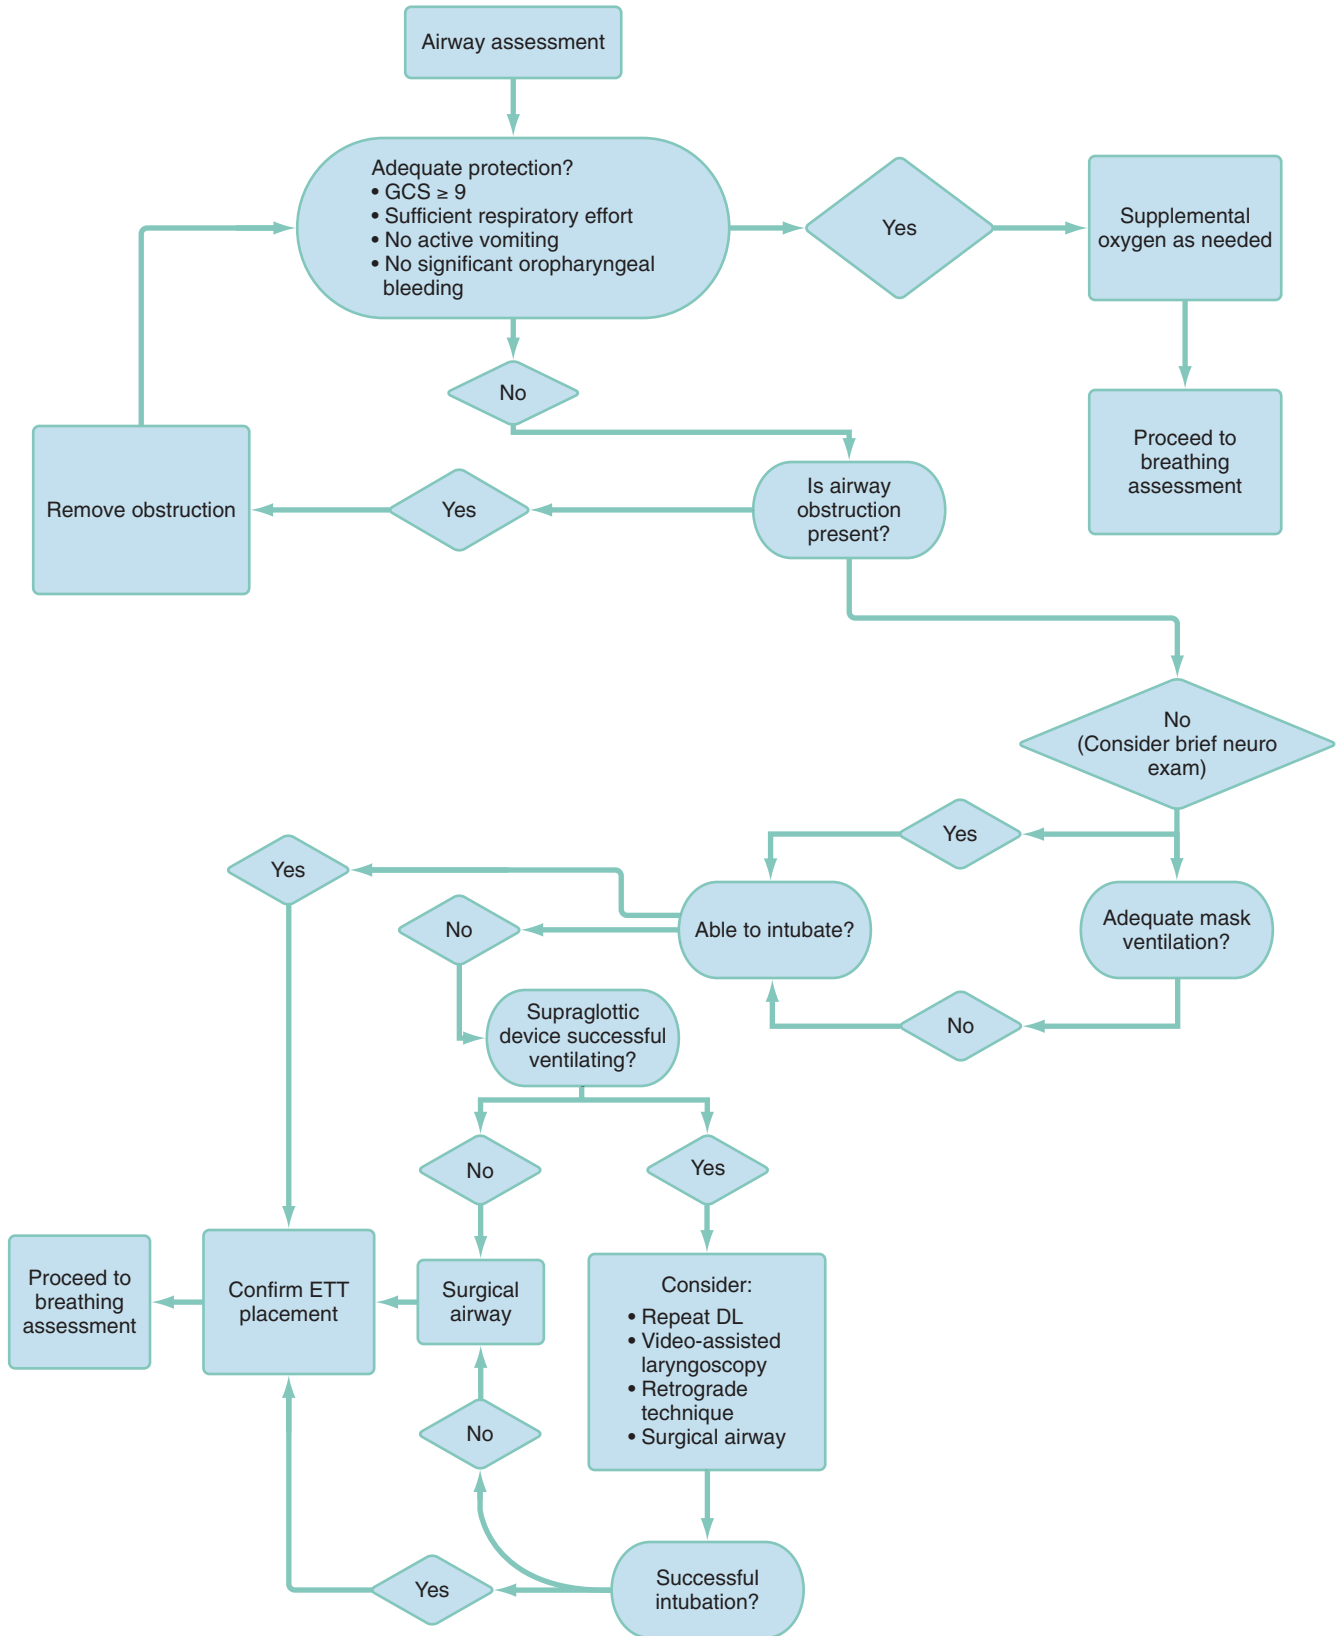 Airway assessment
Adequate protection?
• GCS ≥ 9
• Sufficient respiratory effort
• No active vomiting
• No significant oropharyngeal
bleeding
Yes
Supplemental
oxygen as needed
No
Proceed to
breathing
assessment
Remove obstruction
Yes
Is airway
obstruction
present?
No
(Consider brief neuro
exam)
Yes
Yes
No
Able to intubate?
Adequate mask
ventilation?
No
Supraglottic
device successful
ventilating?
No
Yes
Proceed to
breathing
assessment
Confirm ETT
placement
Surgical
airway
Consider:
• Repeat DL
• Video-assisted
laryngoscopy
• Retrograde
technique
• Surgical airway
No
Yes
Successful
intubation?